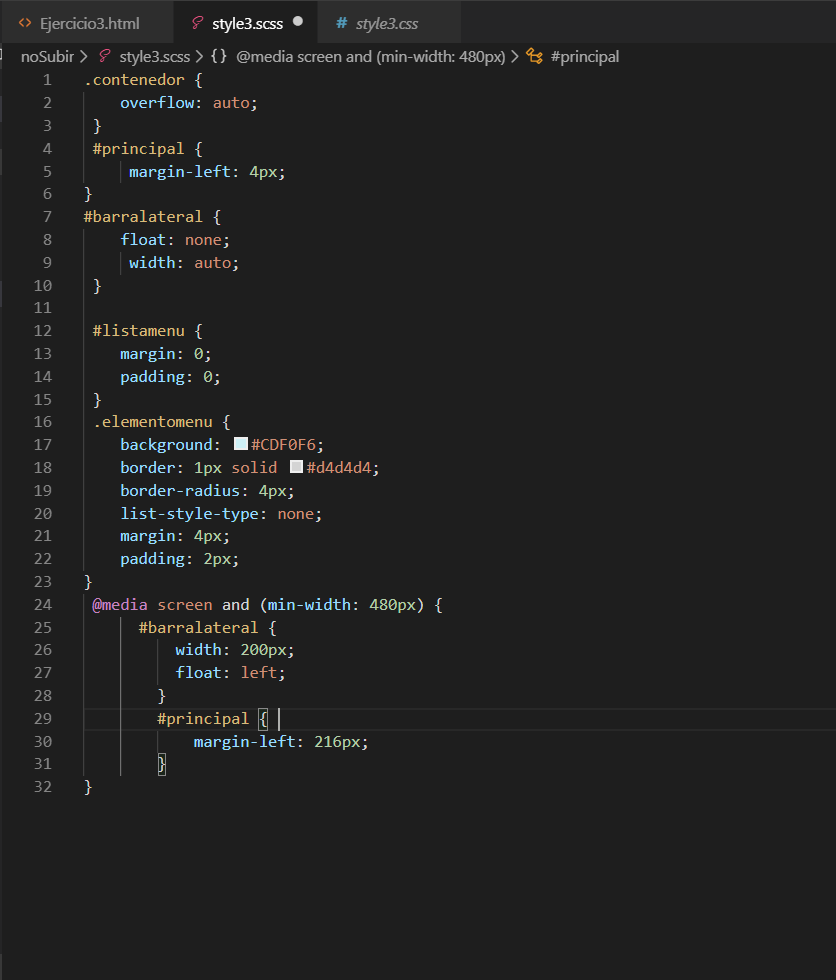 Ejercicio3.html style3.scss # style3.css
noSubir > style3.scss > {} @media screen and (min-width: 480px) > #principal
1 .contenedor {
2 overflow: auto;
3 }
4 #principal {
5 margin-left: 4px;
6 }
7 #barralateral {
8 float: none;
9 width: auto;
10 }
11
12 #listamenu {
13 margin: 0;
14 padding: 0;
15 }
16 .elementomenu {
17 background: #CDF0F6;
18 border: 1px solid #d4d4d4;
19 border-radius: 4px;
20 list-style-type: none;
21 margin: 4px;
22 padding: 2px;
23 }
24 @media screen and (min-width: 480px) {
25 #barralateral {
26 width: 200px;
27 float: left;
28 }
29 #principal {
30 margin-left: 216px;
31 }
32 }